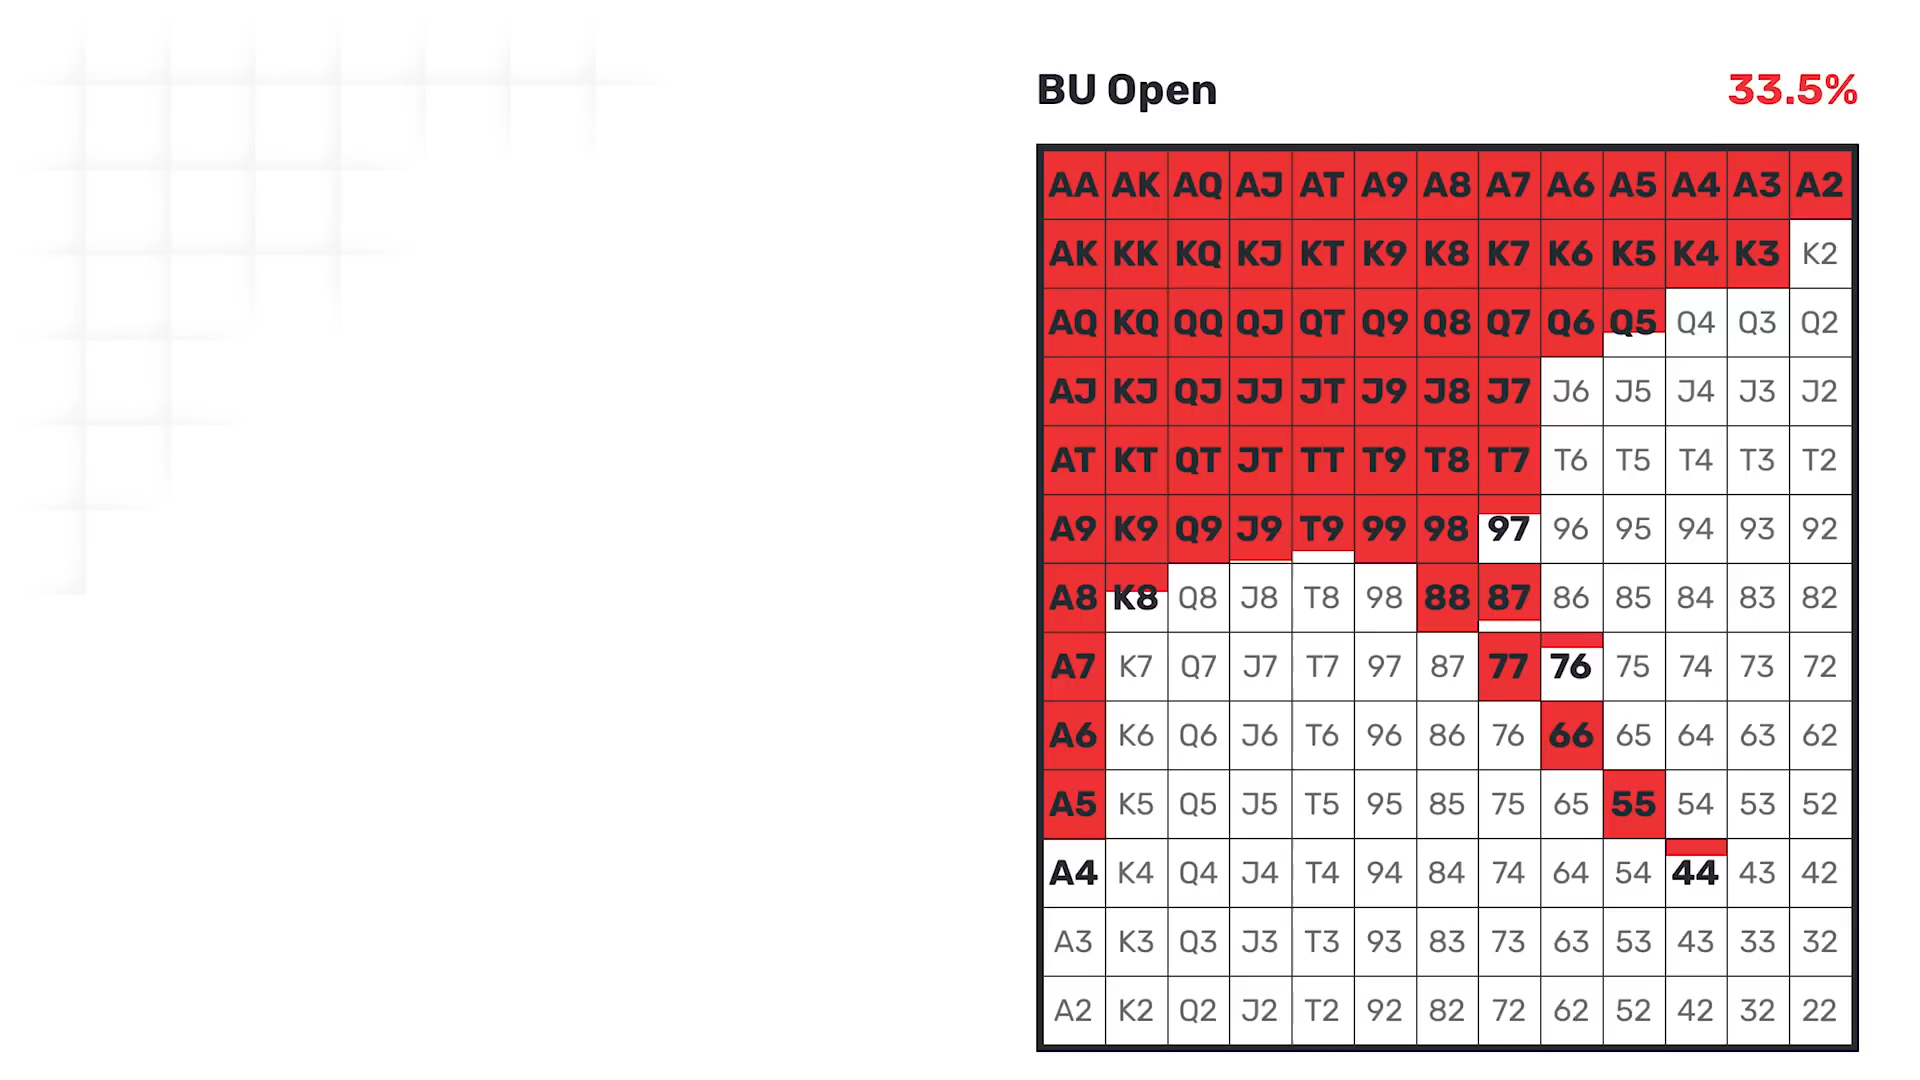 BU Open 33.5%
AA AK AQ AJ AT A9 A8 A7 A6 A5 A4 A3 A2
AK KK KQ KJ KT K9 K8 K7 K6 K5 K4 K3 K2
AQ KQ QQ QJ QT Q9 Q8 Q7 Q6 Q5 Q4 Q3 Q2
AJ KJ QJ JJ JT J9 J8 J7 J6 J5 J4 J3 J2
AT KT QT JT TT T9 T8 T7 T6 T5 T4 T3 T2
A9 K9 Q9 J9 T9 99 98 97 96 95 94 93 92
A8 K8 Q8 J8 T8 98 88 87 86 85 84 83 82
A7 K7 Q7 J7 T7 97 87 77 76 75 74 73 72
A6 K6 Q6 J6 T6 96 86 76 66 65 64 63 62
A5 K5 Q5 J5 T5 95 85 75 65 55 54 53 52
A4 K4 Q4 J4 T4 94 84 74 64 54 44 43 42
A3 K3 Q3 J3 T3 93 83 73 63 53 43 33 32
A2 K2 Q2 J2 T2 92 82 72 62 52 42 32 22